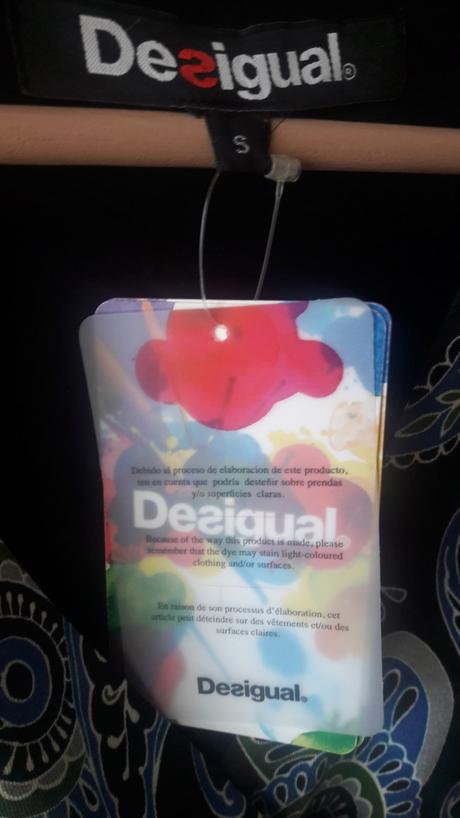 Desigual®
S
Debido al proceso de elaboracion de este producto,
ten en cuenta que podría desteñir sobre prendas
y/o superficies claras.
Desigual®
Because of the way this product is made, please
remember that the dye may stain light-coloured
clothing and/or surfaces.
En raison de son processus d'élaboration, cet
article peut déteindre sur des vêtements et/ou des
surfaces claires.
Desigual®